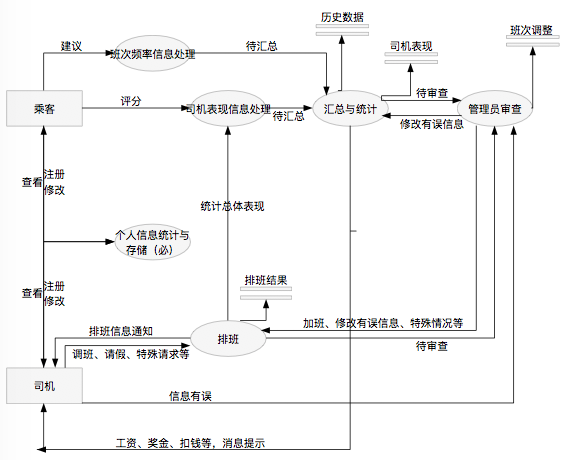 历史数据
班次调整
建议
班次频率信息处理
待汇总
司机表现
乘客
评分
司机表现信息处理
待汇总
汇总与统计
待审查
管理员审查
修改有误信息
查看
注册
修改
统计总体表现
个人信息统计与
存储（必）
查看
注册
修改
排班结果
排班信息通知
排班
加班、修改有误信息、特殊情况等
调班、请假、特殊请求等
待审查
司机
信息有误
工资、奖金、扣钱等，消息提示